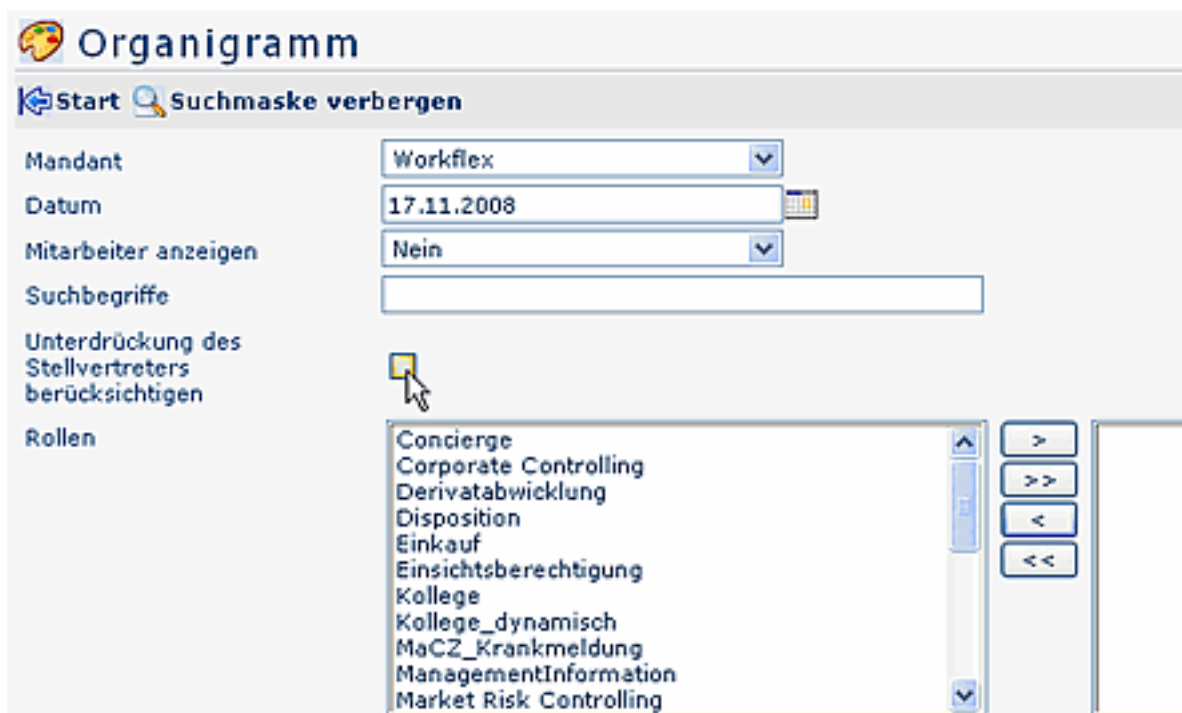 Organigramm
Start Suchmaske verbergen
Mandant Workflex
Datum 17.11.2008
Mitarbeiter anzeigen Nein
Suchbegriffe
Unterdrückung des
Stellvertreters
berücksichtigen
Rollen
Concierge
Corporate Controlling
Derivatabwicklung
Disposition
Einkauf
Einsichtsberechtigung
Kollege
Kollege_dynamisch
MaCZ_Krankmeldung
ManagementInformation
Market Risk Controlling
>
>>
<
<<